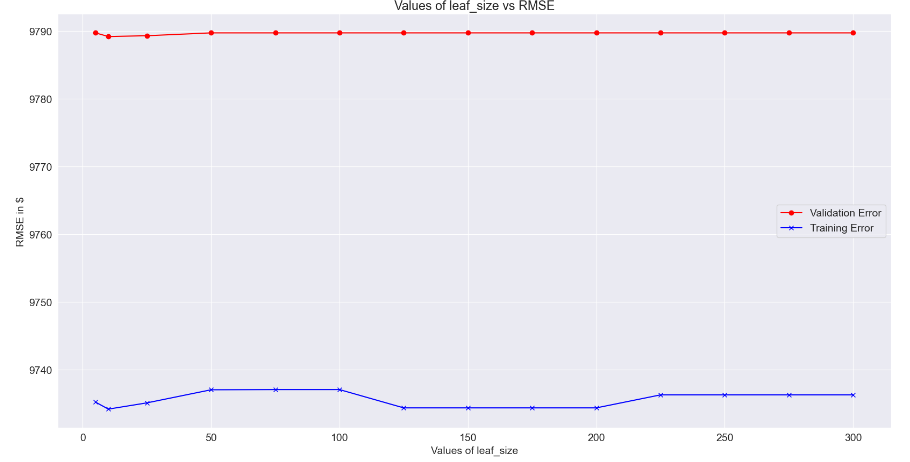 Values of leaf_size vs RMSE
9790
9780
9770
9760
9750
9740
RMSE in $
Validation Error
Training Error
0 50 100 150 200 250 300
Values of leaf_size